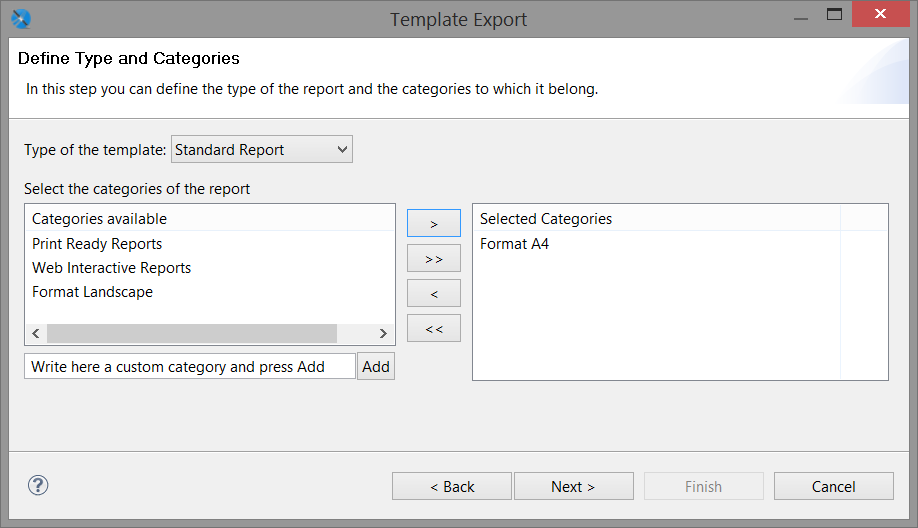 Template Export
Define Type and Categories
In this step you can define the type of the report and the categories to which it belong.
Type of the template: Standard Report
Select the categories of the report
Categories available
Print Ready Reports
Web Interactive Reports
Format Landscape
>
>>
<
<<
Selected Categories
Format A4
Write here a custom category and press Add
Add
?
< Back
Next >
Finish
Cancel